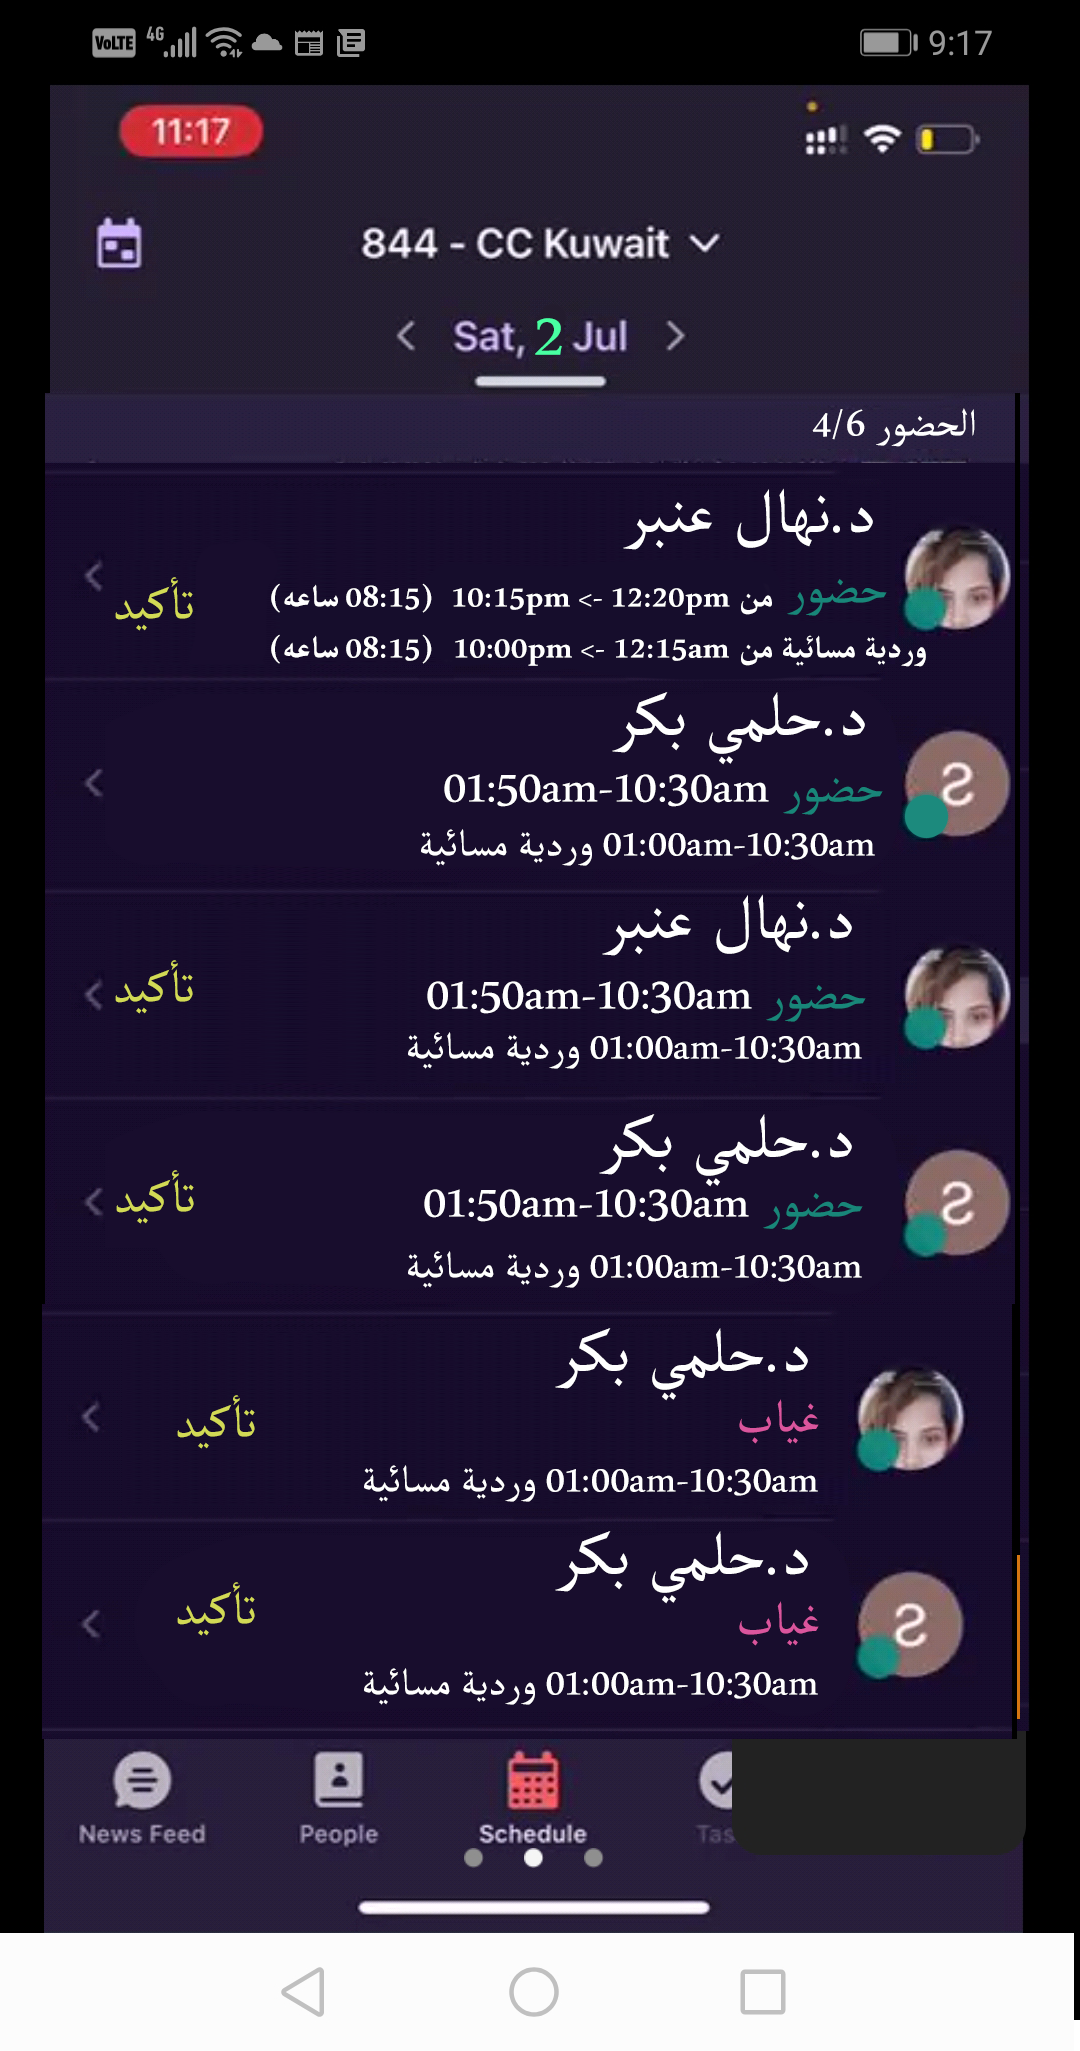 VoLTE 4G 9:17
11:17
844 - CC Kuwait
Sat, 2 Jul
الحضور 4/6
د.نهال عنبر
حضور من 12:20pm -> 10:15pm (08:15 ساعه)
تأكيد
وردية مسائية من 12:15am -> 10:00pm (08:15 ساعه)
د.حلمي بكر
S
حضور 01:50am-10:30am
01:00am-10:30am وردية مسائية
د.نهال عنبر
حضور 01:50am-10:30am
تأكيد
01:00am-10:30am وردية مسائية
د.حلمي بكر
S
حضور 01:50am-10:30am
تأكيد
01:00am-10:30am وردية مسائية
د.حلمي بكر
غياب
تأكيد
01:00am-10:30am وردية مسائية
د.حلمي بكر
S
غياب
تأكيد
01:00am-10:30am وردية مسائية
News Feed People Schedule Tas